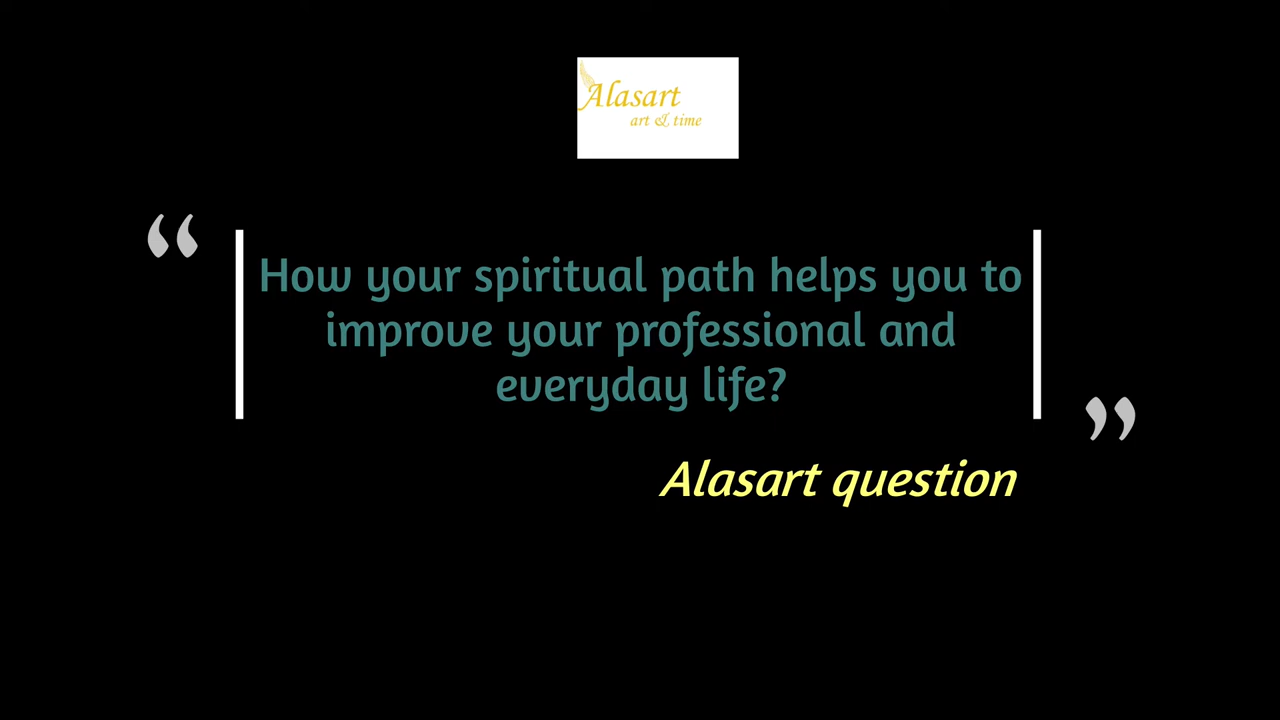 Alasart
art & time
“
How your spiritual path helps you to
improve your professional and
everyday life?
”
Alasart question